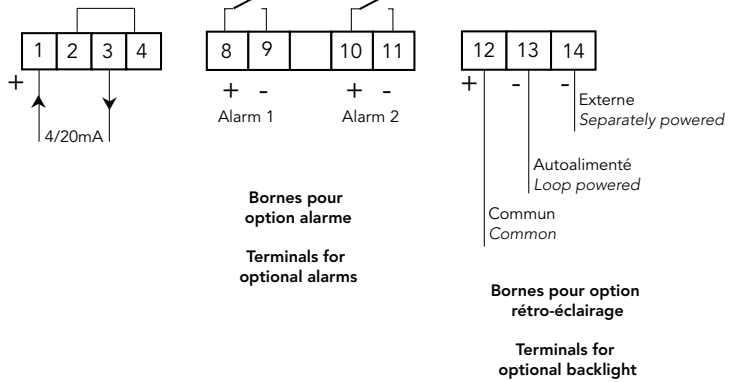 1 2 3 4
+
4/20mA
8 9 10 11
+ - + -
Alarm 1 Alarm 2
Bornes pour
option alarme
Terminals for
optional alarms
12 13 14
+ - -
Externe
Separately powered
Autoalimenté
Loop powered
Commun
Common
Bornes pour option
rétro-éclairage
Terminals for
optional backlight